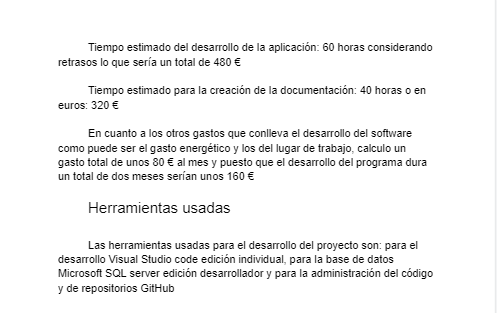 Tiempo estimado del desarrollo de la aplicación: 60 horas considerando
retrasos lo que sería un total de 480 €
Tiempo estimado para la creación de la documentación: 40 horas o en
euros: 320 €
En cuanto a los otros gastos que conlleva el desarrollo del software
como puede ser el gasto energético y los del lugar de trabajo, calculo un
gasto total de unos 80 € al mes y puesto que el desarrollo del programa dura
un total de dos meses serían unos 160 €
Herramientas usadas
Las herramientas usadas para el desarrollo del proyecto son: para el
desarrollo Visual Studio code edición individual, para la base de datos
Microsoft SQL server edición desarrollador y para la administración del código
y de repositorios GitHub